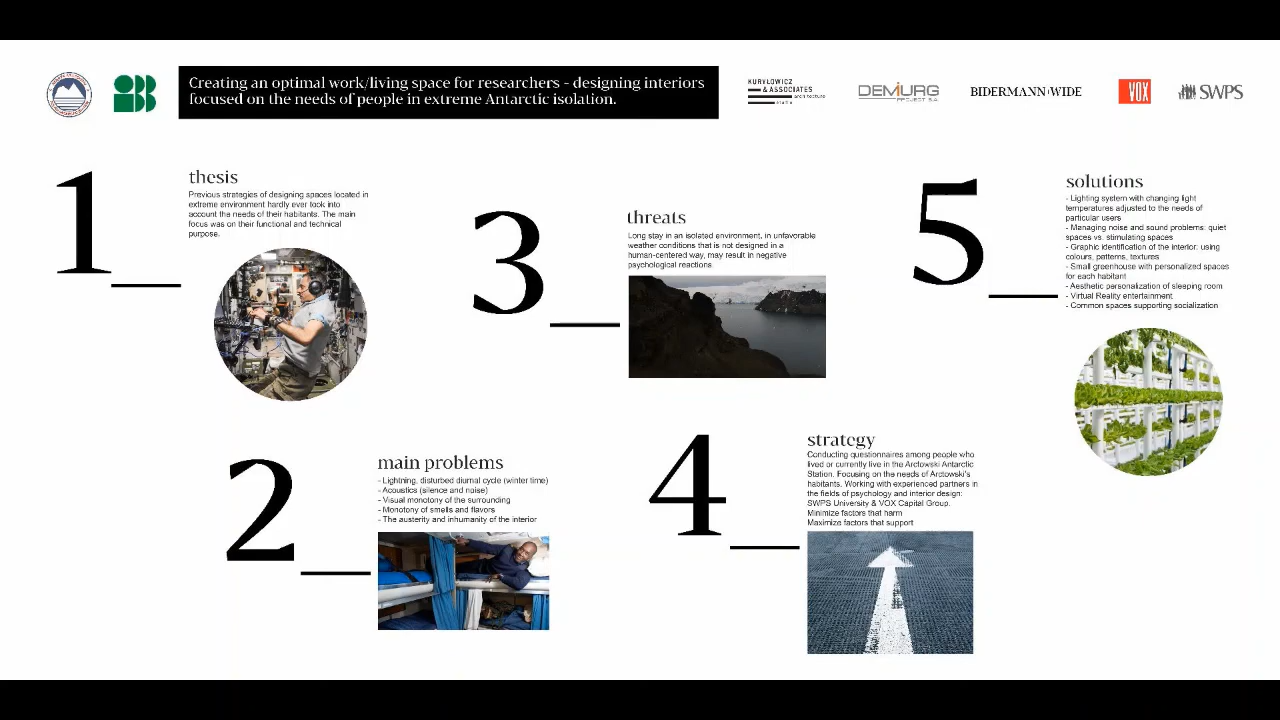 Creating an optimal work/living space for researchers - designing interiors
focused on the needs of people in extreme Antarctic isolation.
KURYŁOWICZ
& ASSOCIATES
architecture
studio
DEMIURG
PROJECT S.A.
BIDERMANN+WIDE
VOX
SWPS
1
thesis
Previous strategies of designing spaces located in
extreme environment hardly ever took into
account the needs of their habitants. The main
focus was on their functional and technical
purpose.
2
main problems
- Lightning, disturbed diurnal cycle (winter time)
- Acoustics (silence and noise)
- Visual monotony of the surrounding
- Monotony of smells and flavors
- The austerity and inhumanity of the interior
3
threats
Long stay in an isolated environment, in unfavorable
weather conditions that is not designed in a
human-centered way, may result in negative
psychological reactions.
4
strategy
Conducting questionnaires among people who
lived or currently live in the Arctowski Antarctic
Station. Focusing on the needs of Arctowski's
habitants. Working with experienced partners in
the fields of psychology and interior design:
SWPS University & VOX Capital Group.
Minimize factors that harm
Maximize factors that support
5
solutions
- Lighting system with changing light
temperatures adjusted to the needs of
particular users
- Managing noise and sound problems: quiet
spaces vs. stimulating spaces
- Graphic identification of the interior: using
colours, patterns, textures
- Small greenhouse with personalized spaces
for each habitant
- Aesthetic personalization of sleeping room
- Virtual Reality entertainment
- Common spaces supporting socialization